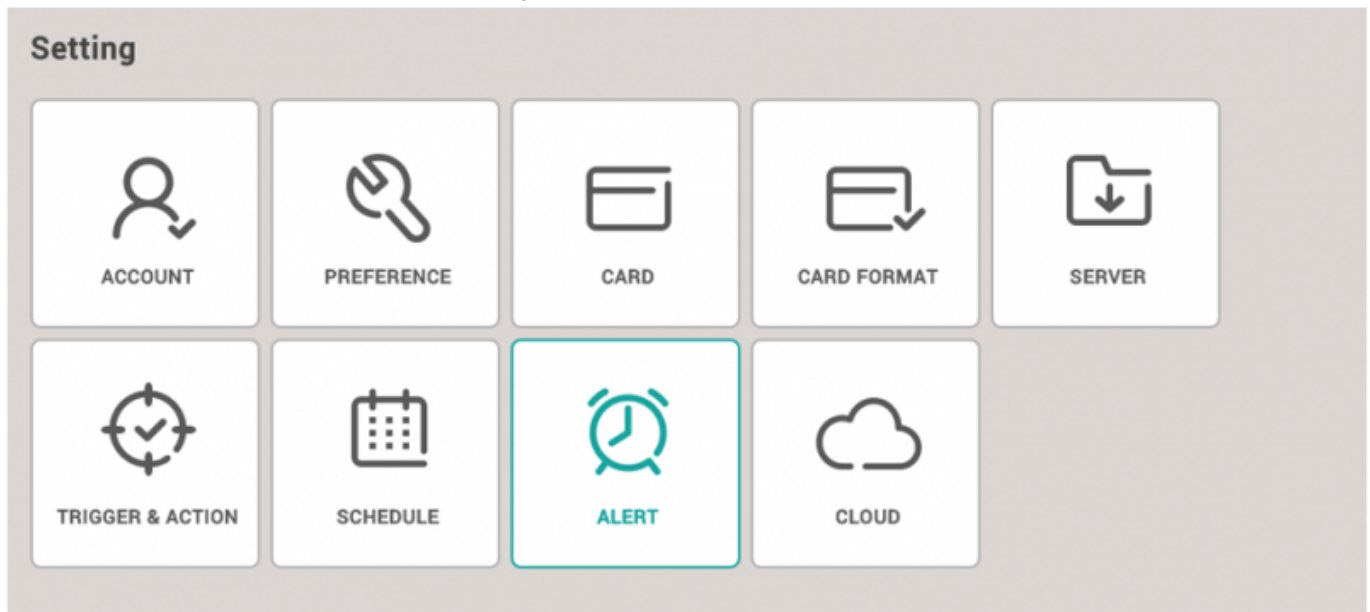 Setting
ACCOUNT
PREFERENCE
CARD
CARD FORMAT
SERVER
TRIGGER & ACTION
SCHEDULE
ALERT
CLOUD